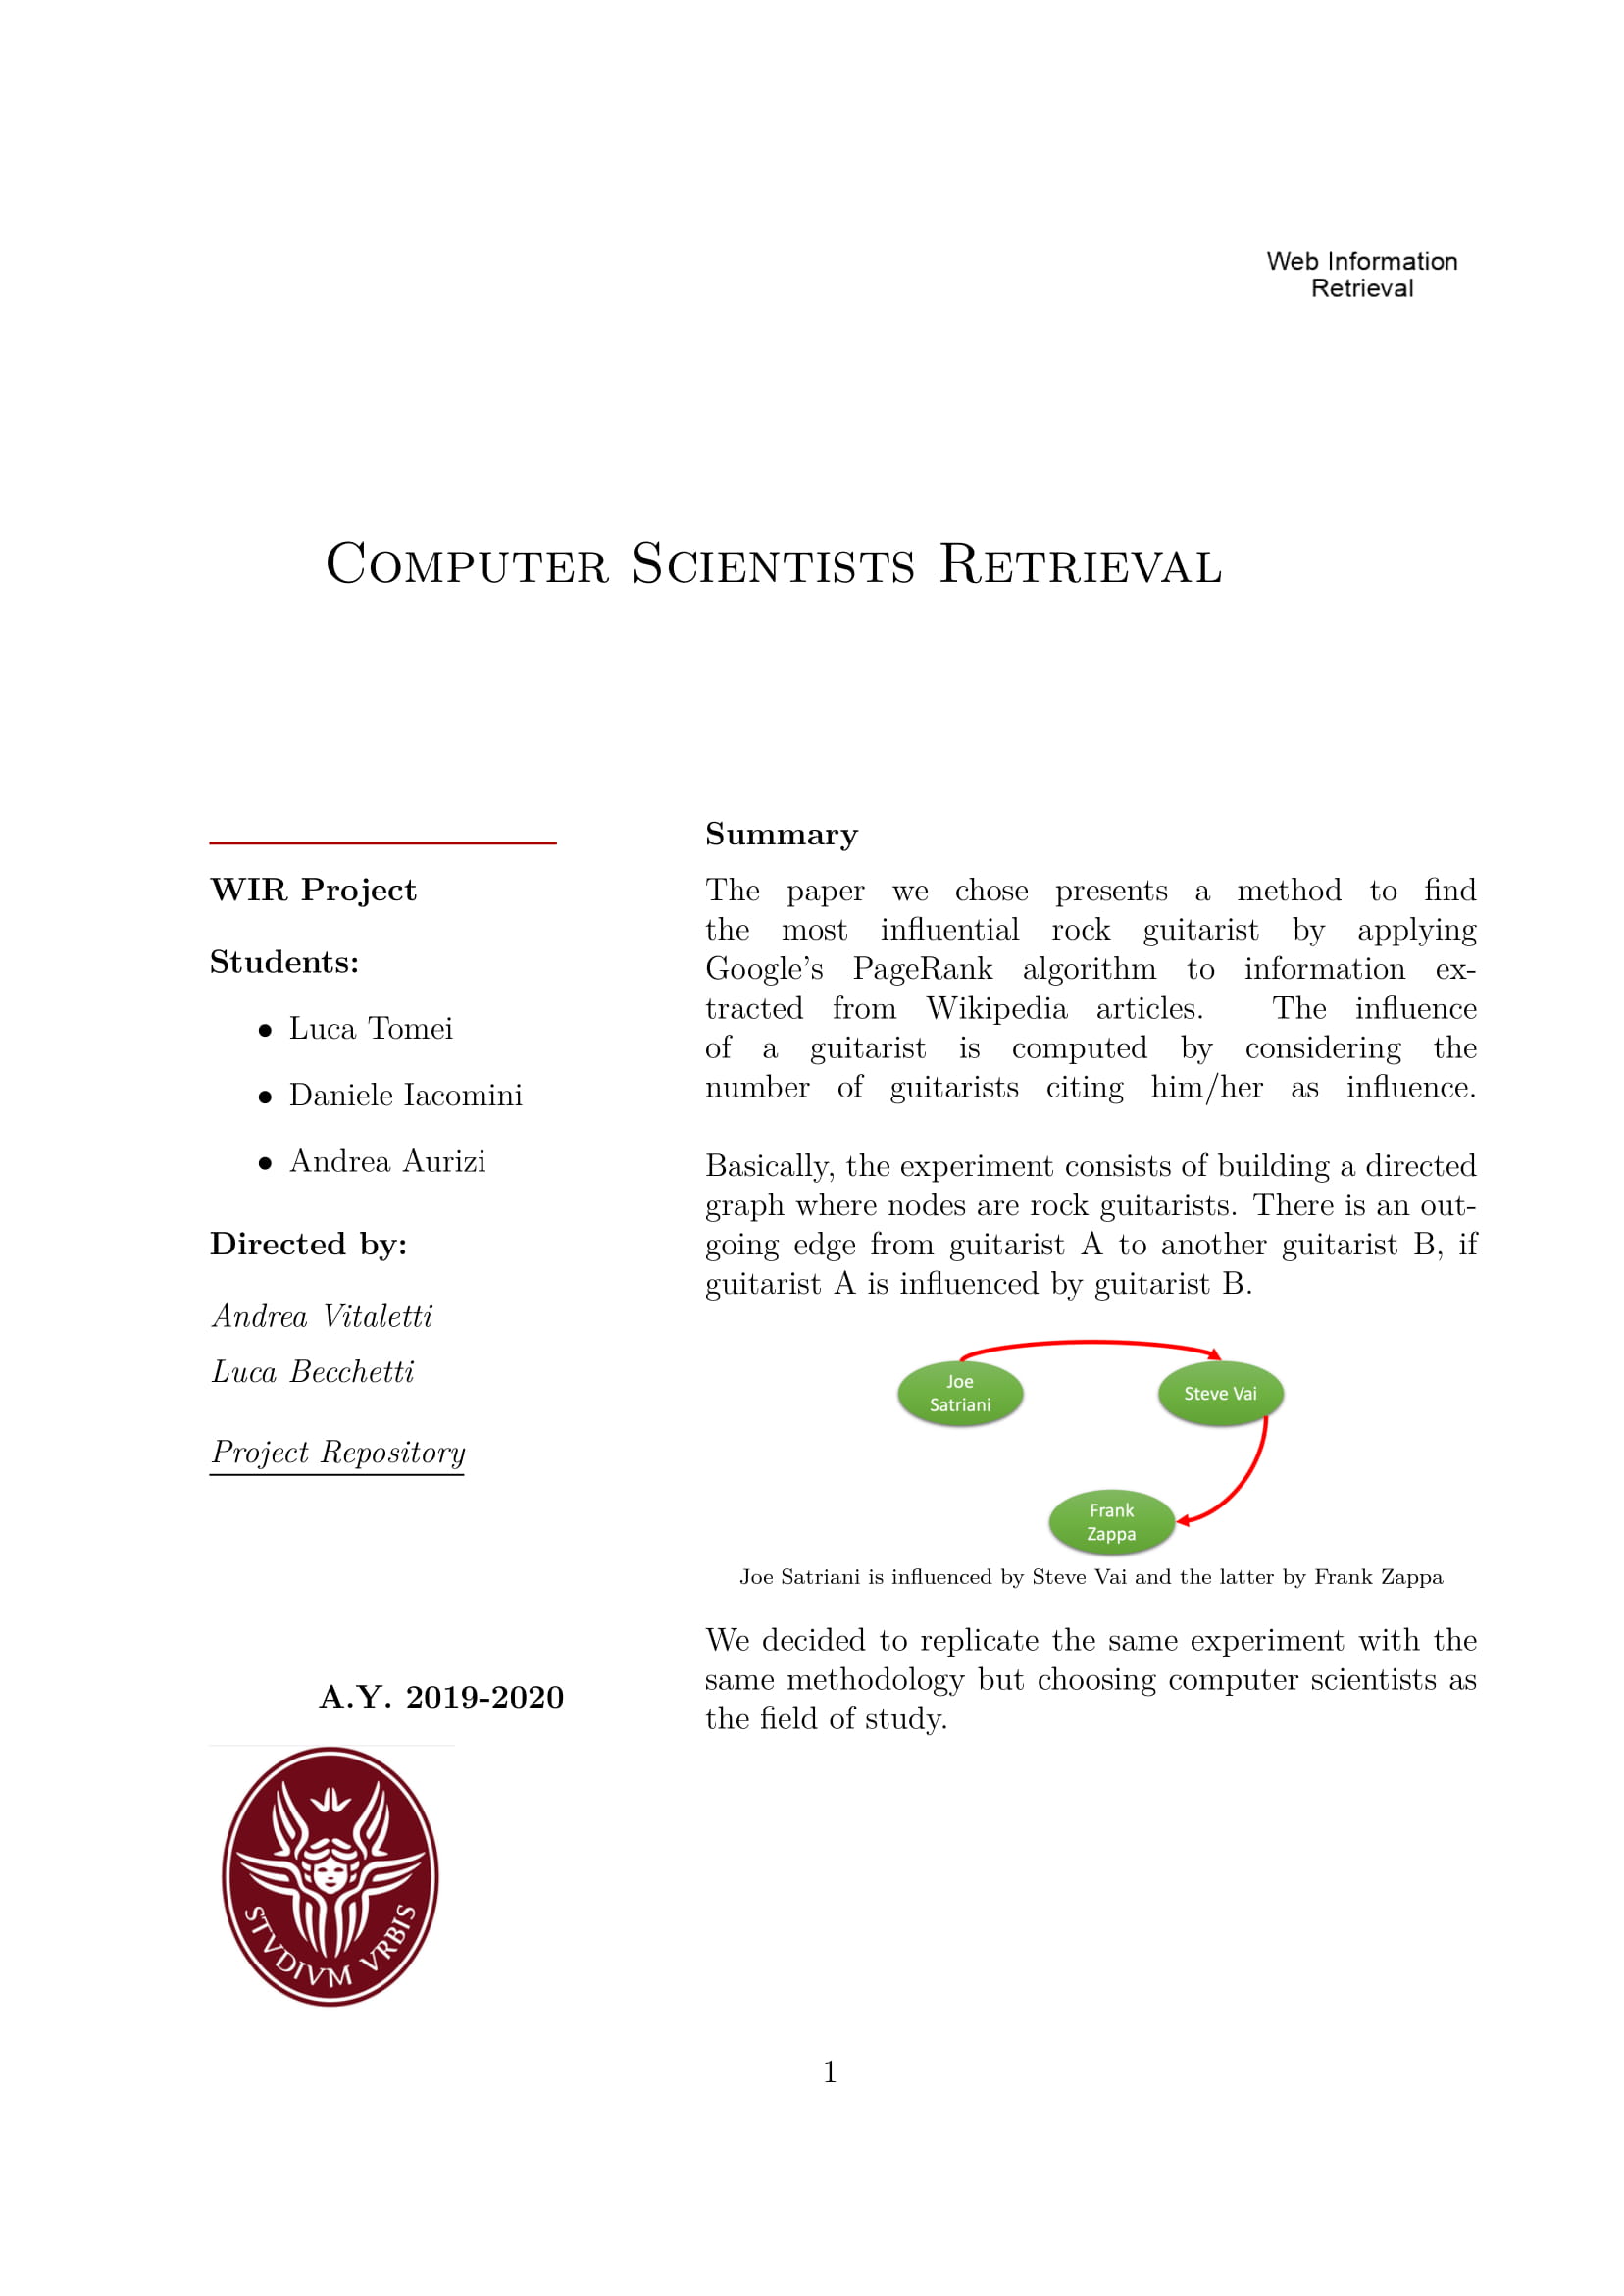 Web Information
Retrieval
Computer Scientists Retrieval
WIR Project
Students:
• Luca Tomei
• Daniele Iacomini
• Andrea Aurizi
Directed by:
Andrea Vitaletti
Luca Becchetti
Project Repository
A.Y. 2019-2020
STVDIVM VRBIS
Summary
The paper we chose presents a method to find
the most influential rock guitarist by applying
Google's PageRank algorithm to information ex-
tracted from Wikipedia articles. The influence
of a guitarist is computed by considering the
number of guitarists citing him/her as influence.
Basically, the experiment consists of building a directed
graph where nodes are rock guitarists. There is an out-
going edge from guitarist A to another guitarist B, if
guitarist A is influenced by guitarist B.
Joe
Satriani
Steve Vai
Frank
Zappa
Joe Satriani is influenced by Steve Vai and the latter by Frank Zappa
We decided to replicate the same experiment with the
same methodology but choosing computer scientists as
the field of study.
1